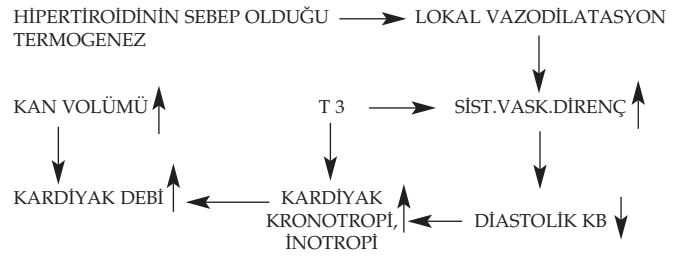 HİPERTİROİDİNİN SEBEP OLDUĞU LOKAL VAZODİLATASYON
TERMOGENEZ
KAN VOLÜMÜ T 3 SİST.VASK.DİRENÇ
KARDİYAK DEBİ KARDİYAK
KRONOTROPİ, DİASTOLİK KB
İNOTROPİ